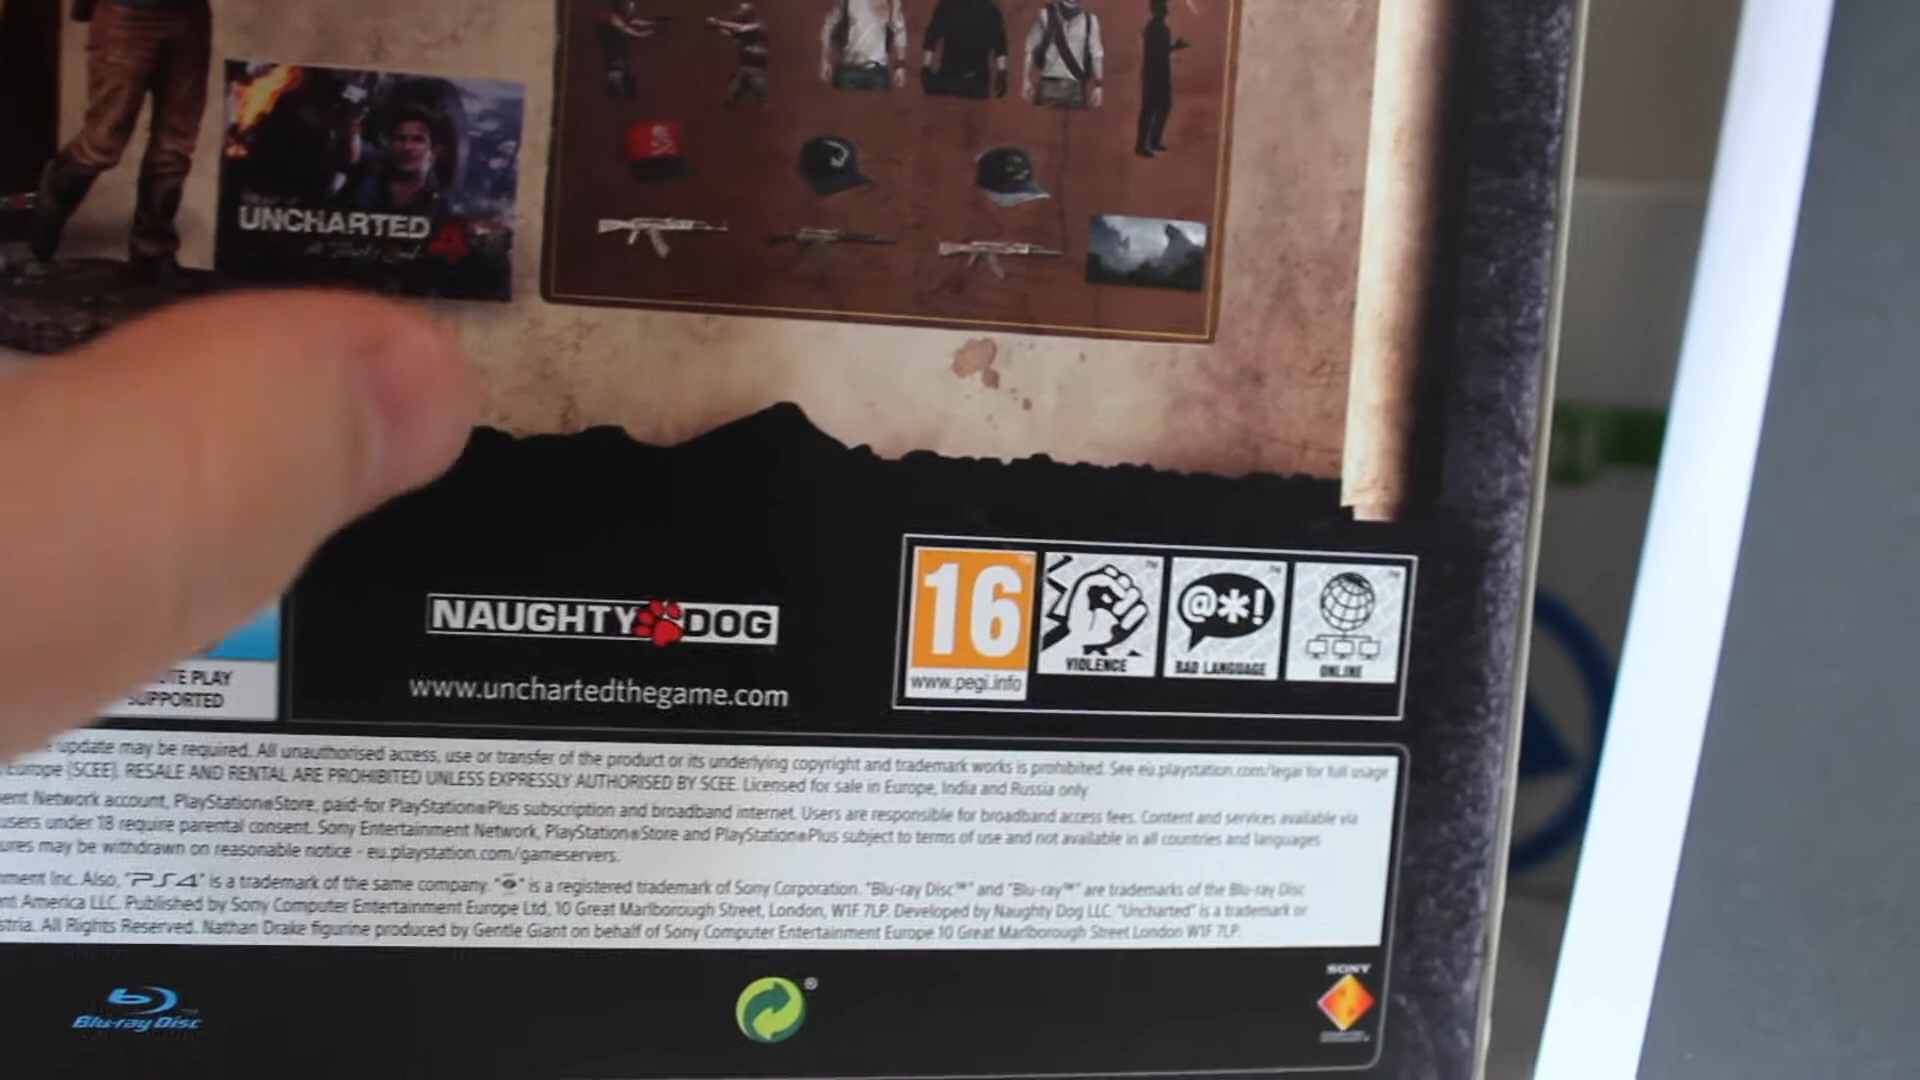 UNCHARTED 4
NAUGHTY DOG
www.unchartedthegame.com
16
www.pegi.info
VIOLENCE
BAD LANGUAGE
ONLINE
@*!
PLAY
SUPPORTED
update may be required. All unauthorised access, use or transfer of the product or its underlying copyright and trademark works is prohibited. See eu.playstation.com/legal for full usage
Europe (SCEE). RESALE AND RENTAL ARE PROHIBITED UNLESS EXPRESSLY AUTHORISED BY SCEE. Licensed for sale in Europe, India and Russia only
Network account, PlayStation®Store, paid-for PlayStation®Plus subscription and broadband internet. Users are responsible for broadband access fees. Content and services available via
users under 18 require parental consent. Sony Entertainment Network, PlayStation®Store and PlayStation®Plus subject to terms of use and not available in all countries and languages
may be withdrawn on reasonable notice - eu.playstation.com/gameservers.
Inc. Also, "PS4" is a trademark of the same company. " " is a registered trademark of Sony Corporation. "Blu-ray Disc™" and "Blu-ray™" are trademarks of the Blu-ray Disc
America LLC. Published by Sony Computer Entertainment Europe Ltd, 10 Great Marlborough Street, London, W1F 7LP. Developed by Naughty Dog LLC. "Uncharted" is a trademark or
All Rights Reserved. Nathan Drake figurine produced by Gentle Giant on behalf of Sony Computer Entertainment Europe 10 Great Marlborough Street London W1F 7LP.
Blu-ray Disc
SONY